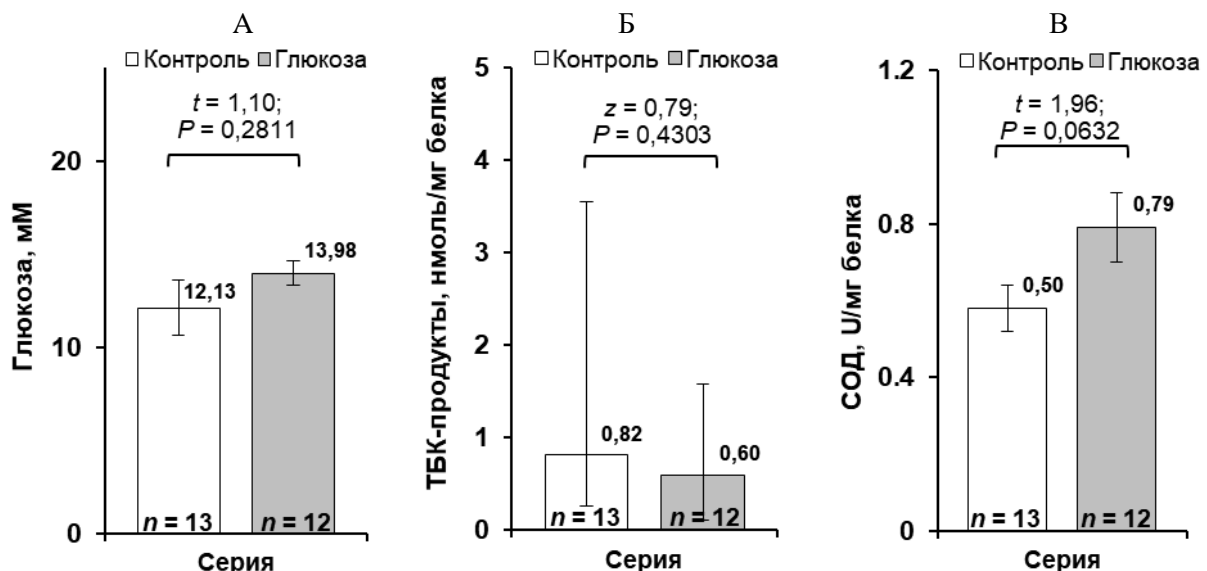 А
Контроль Глюкоза
t = 1,10;
P = 0,2811
Глюкоза, мМ
20
10
0
12,13
13,98
n = 13
n = 12
Серия
Б
Контроль Глюкоза
z = 0,79;
P = 0,4303
ТБК-продукты, нмоль/мг белка
5
4
3
2
1
0
0,82
0,60
n = 13
n = 12
Серия
В
Контроль Глюкоза
t = 1,96;
P = 0,0632
СОД, U/мг белка
1.2
0.8
0.4
0
0,50
0,79
n = 13
n = 12
Серия